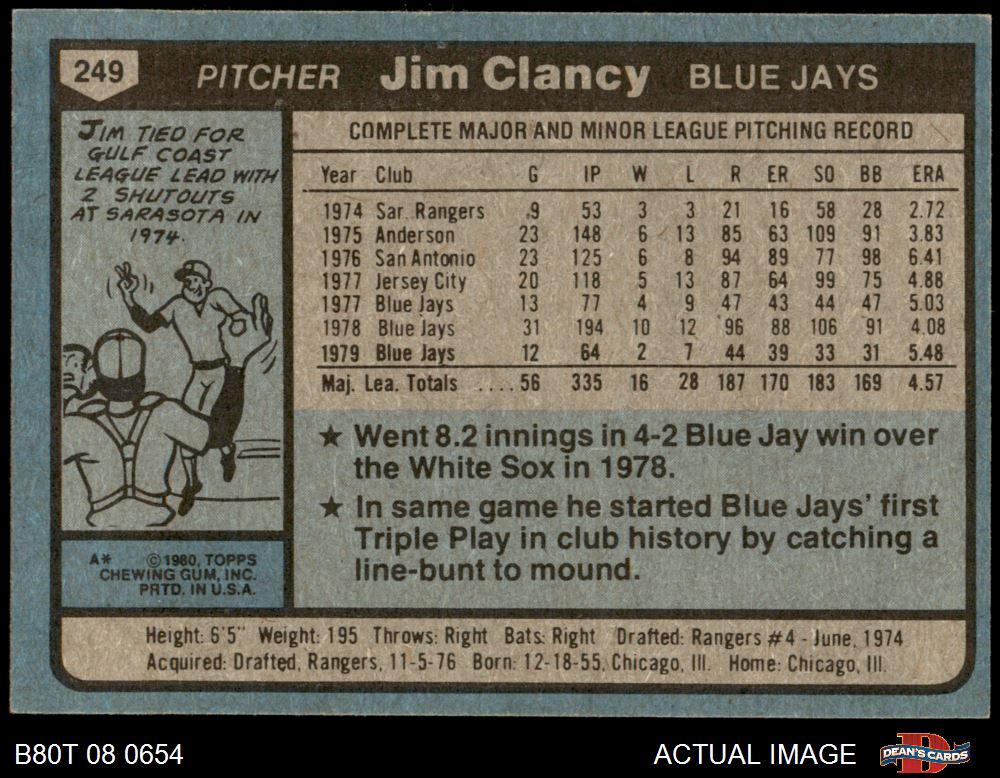 249 PITCHER Jim Clancy BLUE JAYS
JIM TIED FOR
GULF COAST
LEAGUE LEAD WITH
2 SHUTOUTS
AT SARASOTA IN
1974.
A* ©1980, TOPPS
CHEWING GUM, INC.
PRTD. IN U.S.A.
COMPLETE MAJOR AND MINOR LEAGUE PITCHING RECORD
Year Club G IP W L R ER SO BB ERA
1974 Sar. Rangers 9 53 3 3 21 16 58 28 2.72
1975 Anderson 23 148 6 13 85 63 109 91 3.83
1976 San Antonio 23 125 6 8 94 89 77 98 6.41
1977 Jersey City 20 118 5 13 87 64 99 75 4.88
1977 Blue Jays 13 77 4 9 47 43 44 47 5.03
1978 Blue Jays 31 194 10 12 96 88 106 91 4.08
1979 Blue Jays 12 64 2 7 44 39 33 31 5.48
Maj. Lea. Totals ....56 335 16 28 187 170 183 169 4.57
★ Went 8.2 innings in 4-2 Blue Jay win over
the White Sox in 1978.
★ In same game he started Blue Jays' first
Triple Play in club history by catching a
line-bunt to mound.
Height: 6'5" Weight: 195 Throws: Right Bats: Right Drafted: Rangers #4 - June, 1974
Acquired: Drafted, Rangers, 11-5-76 Born: 12-18-55, Chicago, Ill. Home: Chicago, Ill.
B80T 08 0654 ACTUAL IMAGE DEAN'S CARDS